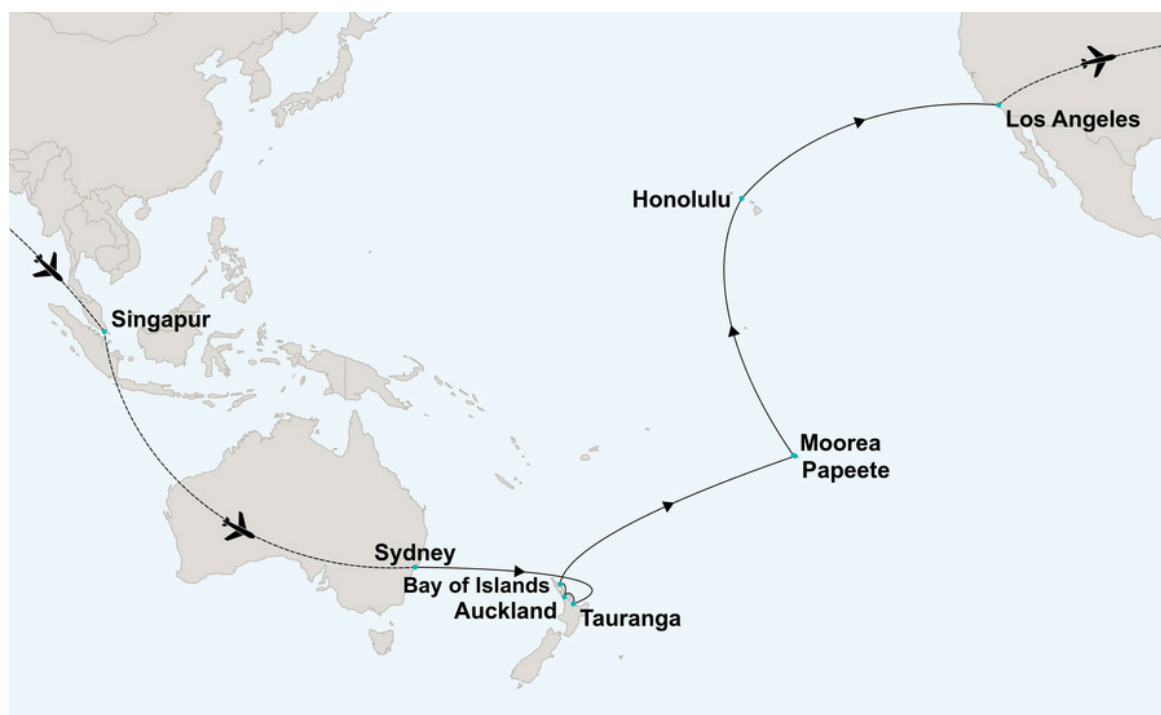 Los Angeles
Honolulu
Singapur
Moorea
Papeete
Sydney
Bay of Islands
Auckland
Tauranga